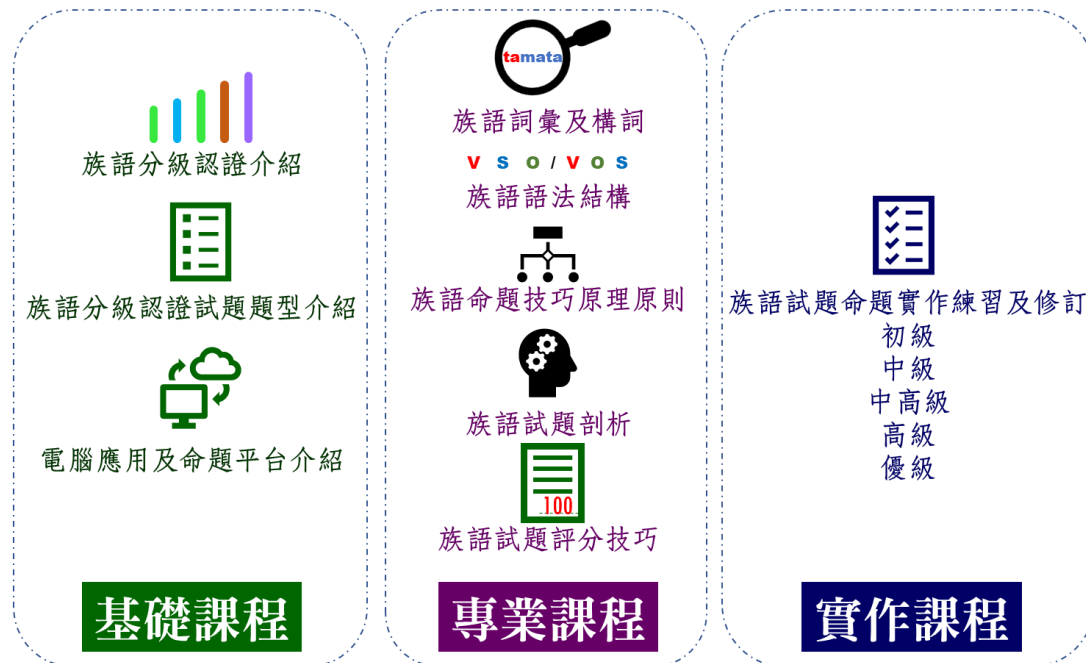 族語分級認證介紹
族語分級認證試題題型介紹
電腦應用及命題平台介紹
基礎課程
tamata
族語詞彙及構詞
V S O / V O S
族語語法結構
族語命題技巧原理原則
族語試題剖析
100
族語試題評分技巧
專業課程
族語試題命題實作練習及修訂
初級
中級
中高級
高級
優級
實作課程